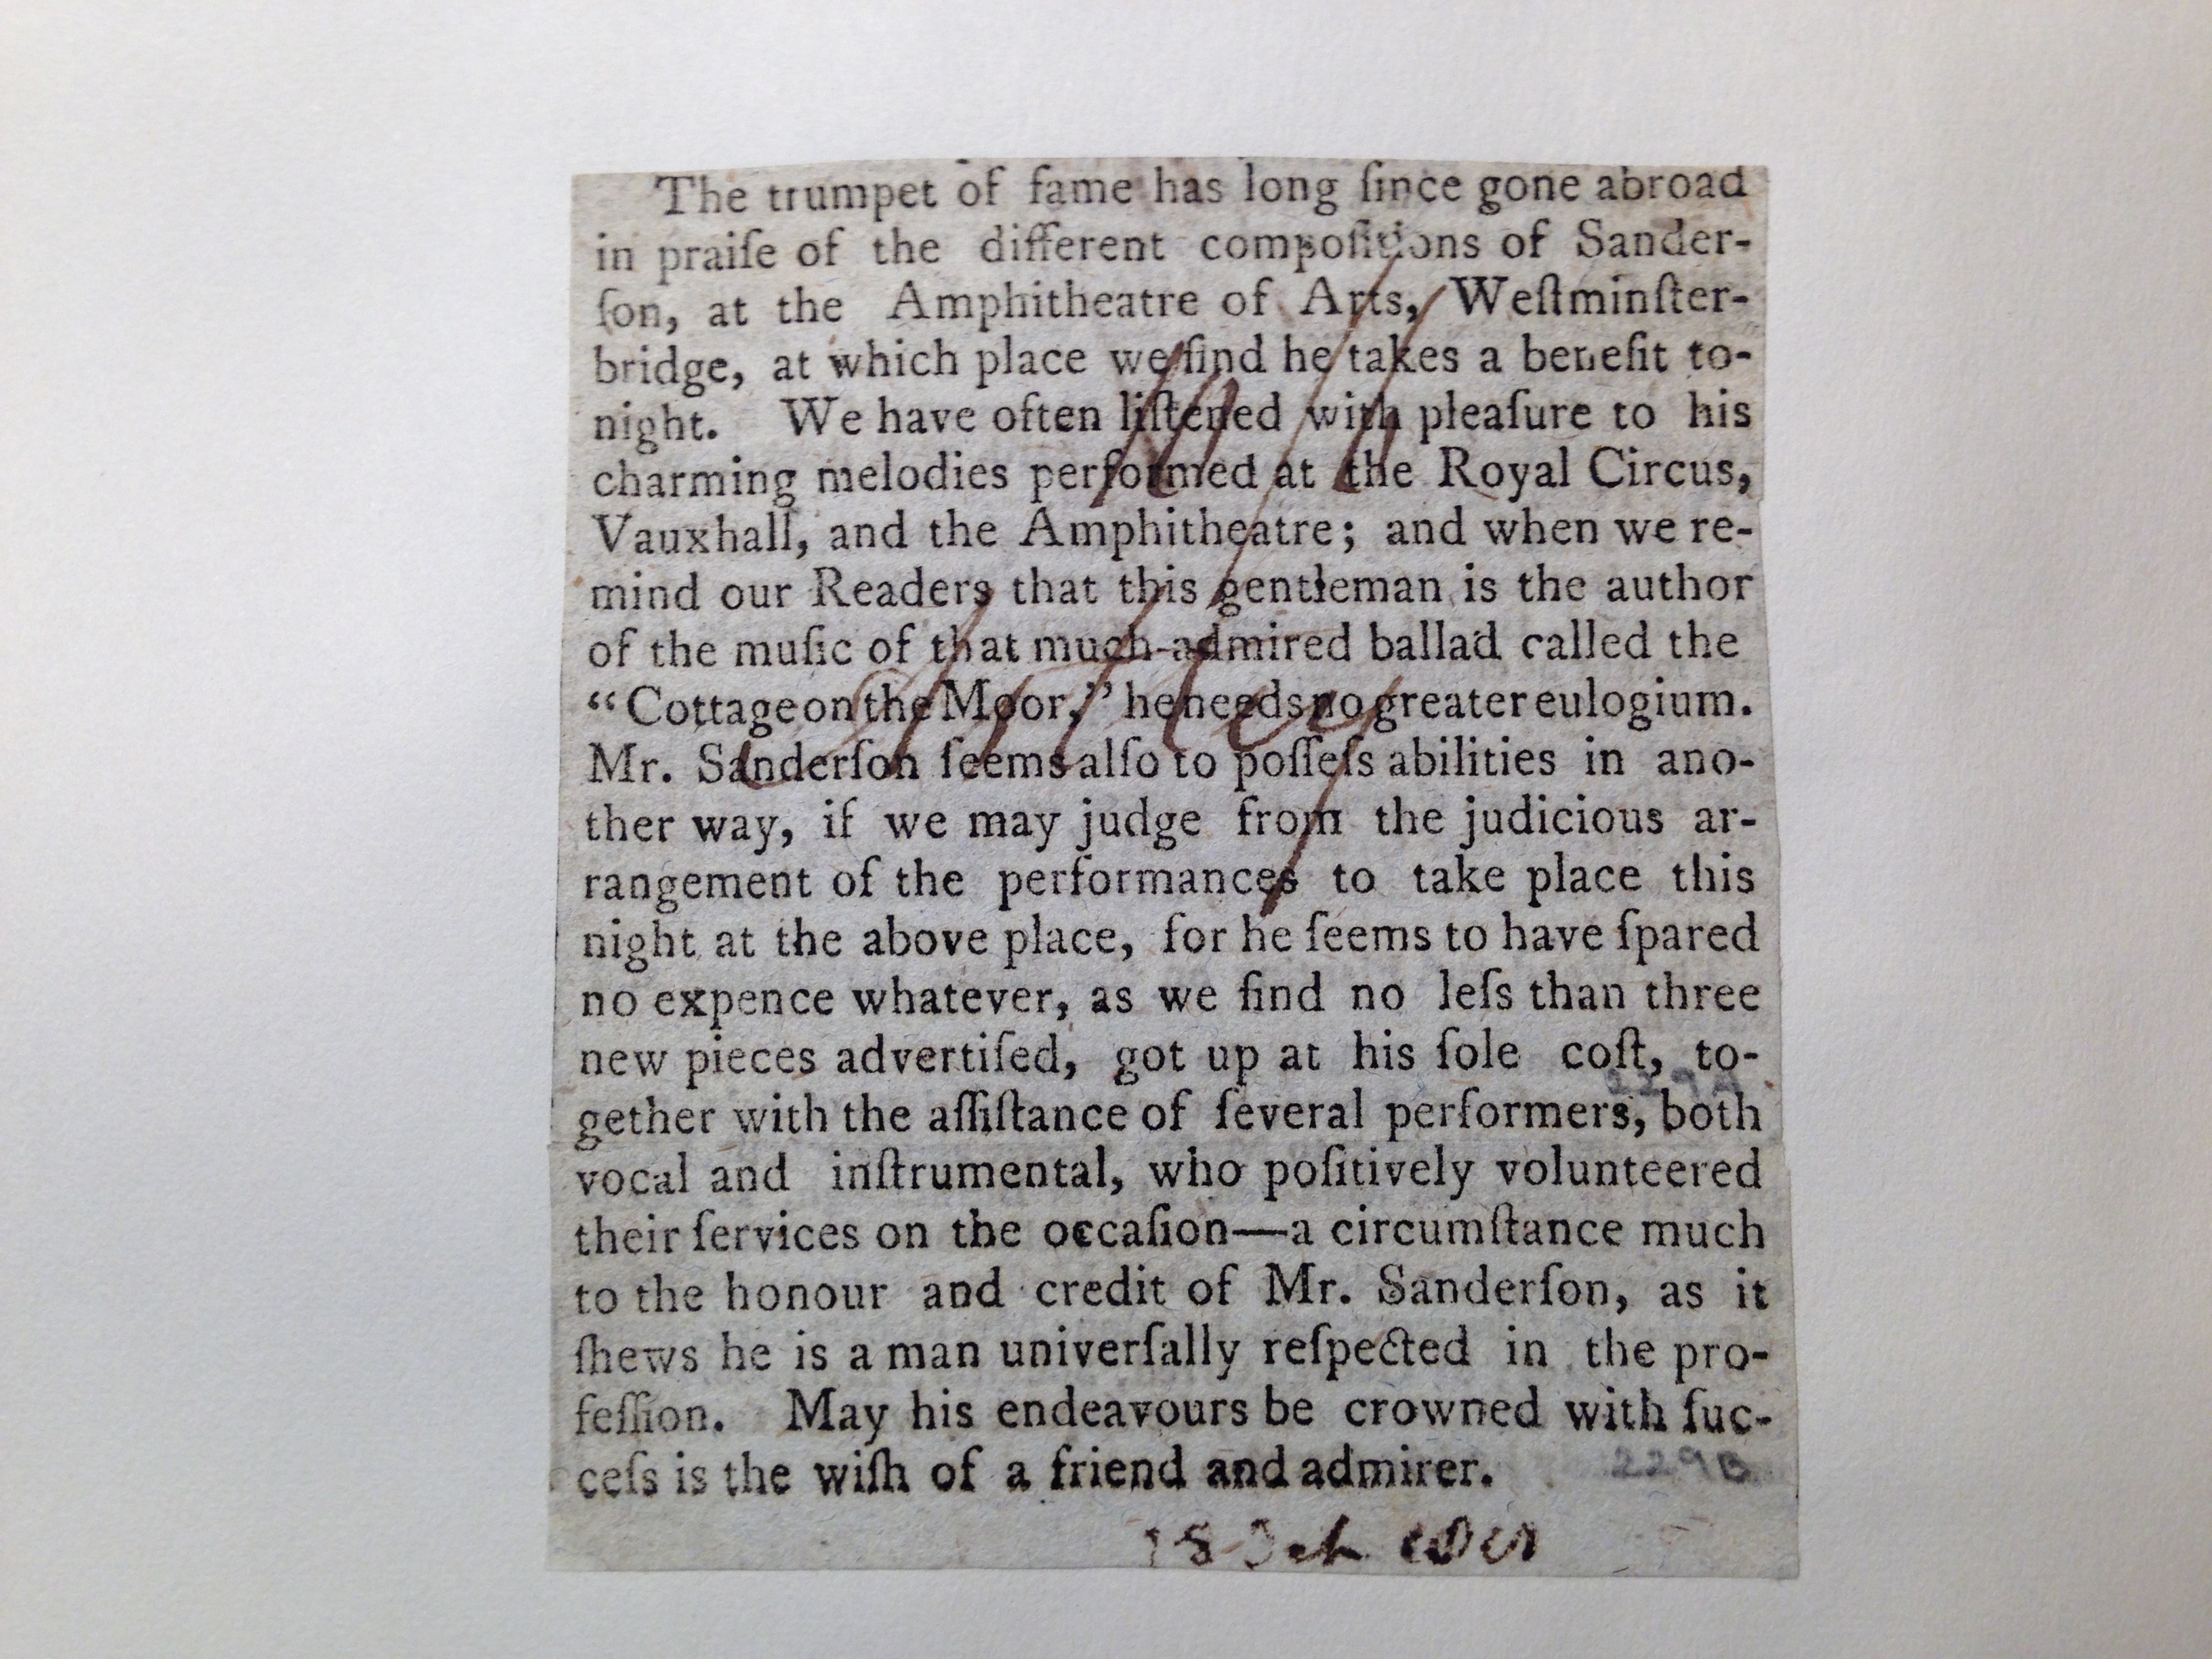 The trumpet of fame has long ſince gone abroad
in praiſe of the different compoſitions of Sander-
ſon, at the Amphitheatre of Arts, Weſtminſter-
bridge, at which place we find he takes a benefit to-
night. We have often liſtened with pleaſure to his
charming melodies performed at the Royal Circus,
Vauxhall, and the Amphitheatre; and when we re-
mind our Readers that this gentleman is the author
of the muſic of that much-admired ballad called the
“Cottage on the Moor,” he needs no greater eulogium.
Mr. Sanderſon ſeems alſo to poſſeſs abilities in ano-
ther way, if we may judge from the judicious ar-
rangement of the performances to take place this
night at the above place, for he ſeems to have ſpared
no expence whatever, as we find no leſs than three
new pieces advertiſed, got up at his ſole coſt, to-
gether with the aſſiſtance of ſeveral performers, both
vocal and inſtrumental, who poſitively volunteered
their ſervices on the occaſion—a circumſtance much
to the honour and credit of Mr. Sanderſon, as it
ſhews he is a man univerſally reſpected in the pro-
feſſion. May his endeavours be crowned with ſuc-
ceſs is the wiſh of a friend and admirer.
229B